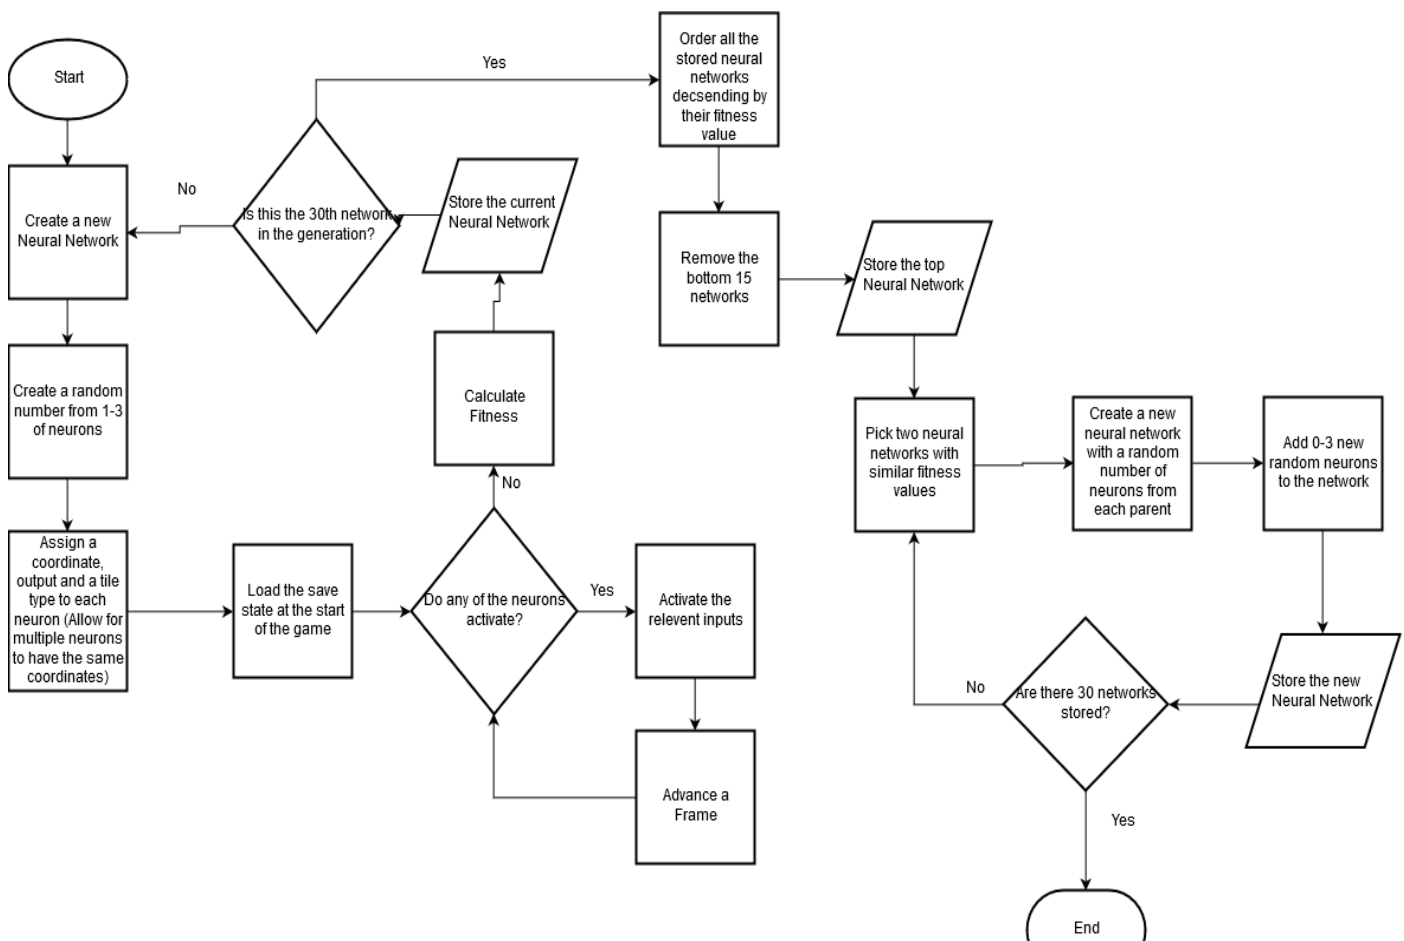 Start
Create a new
Neural Network
Create a random
number from 1-3
of neurons
Assign a
coordinate,
output and a tile
type to each
neuron (Allow for
multiple neurons
to have the same
coordinates)
Load the save
state at the start
of the game
Do any of the neurons
activate?
Yes
Activate the
relevent inputs
Advance a
Frame
No
Calculate
Fitness
Store the current
Neural Network
Is this the 30th network
in the generation?
No
Yes
Order all the
stored neural
networks
decsending by
their fitness
value
Remove the
bottom 15
networks
Store the top
Neural Network
Pick two neural
networks with
similar fitness
values
Create a new
neural network
with a random
number of
neurons from
each parent
Add 0-3 new
random neurons
to the network
Store the new
Neural Network
Are there 30 networks
stored?
No
Yes
End